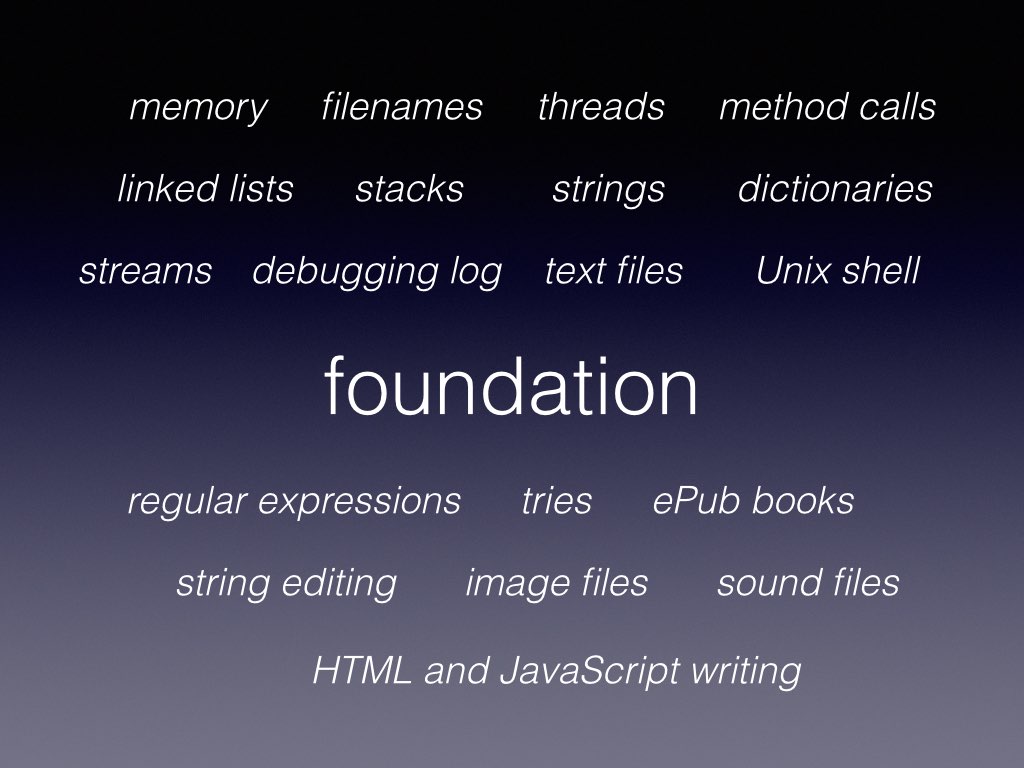 memory filenames threads method calls
linked lists stacks strings dictionaries
streams debugging log text files Unix shell
foundation
regular expressions tries ePub books
string editing image files sound files
HTML and JavaScript writing